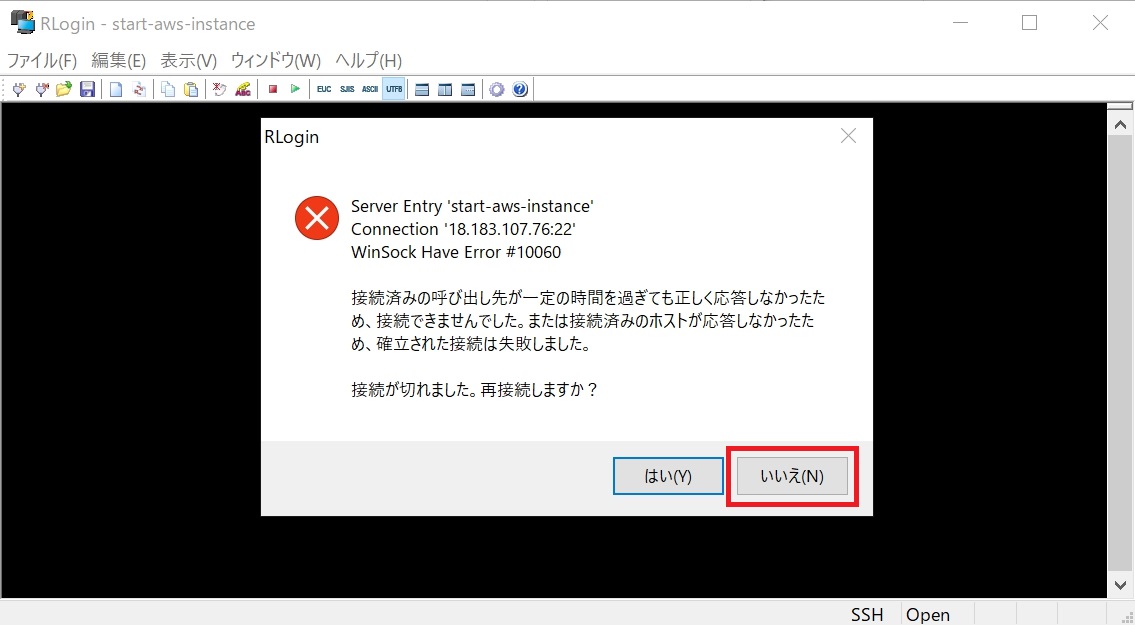 RLogin - start-aws-instance
ファイル(F) 編集(E) 表示(V) ウィンドウ(W) ヘルプ(H)
ABC EUC SJIS ASCII UTF8
RLogin
Server Entry 'start-aws-instance'
Connection '18.183.107.76:22'
WinSock Have Error #10060
接続済みの呼び出し先が一定の時間を過ぎても正しく応答しなかったた
め、接続できませんでした。または接続済みのホストが応答しなかったた
め、確立された接続は失敗しました。
接続が切れました。再接続しますか？
はい(Y) いいえ(N)
SSH Open